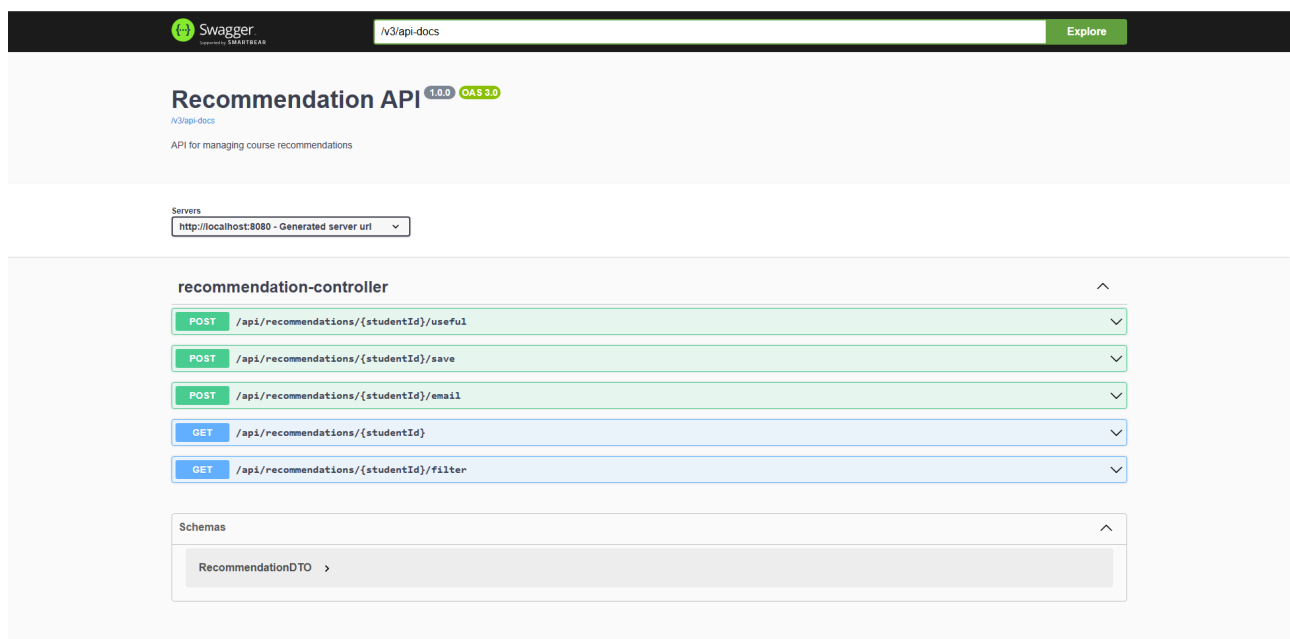 Swagger.
Supported by SMARTBEAR
/v3/api-docs
Explore
Recommendation API 1.0.0 OAS 3.0
/v3/api-docs
API for managing course recommendations
Servers
http://localhost:8080 - Generated server url
recommendation-controller
POST /api/recommendations/{studentId}/useful
POST /api/recommendations/{studentId}/save
POST /api/recommendations/{studentId}/email
GET /api/recommendations/{studentId}
GET /api/recommendations/{studentId}/filter
Schemas
RecommendationDTO